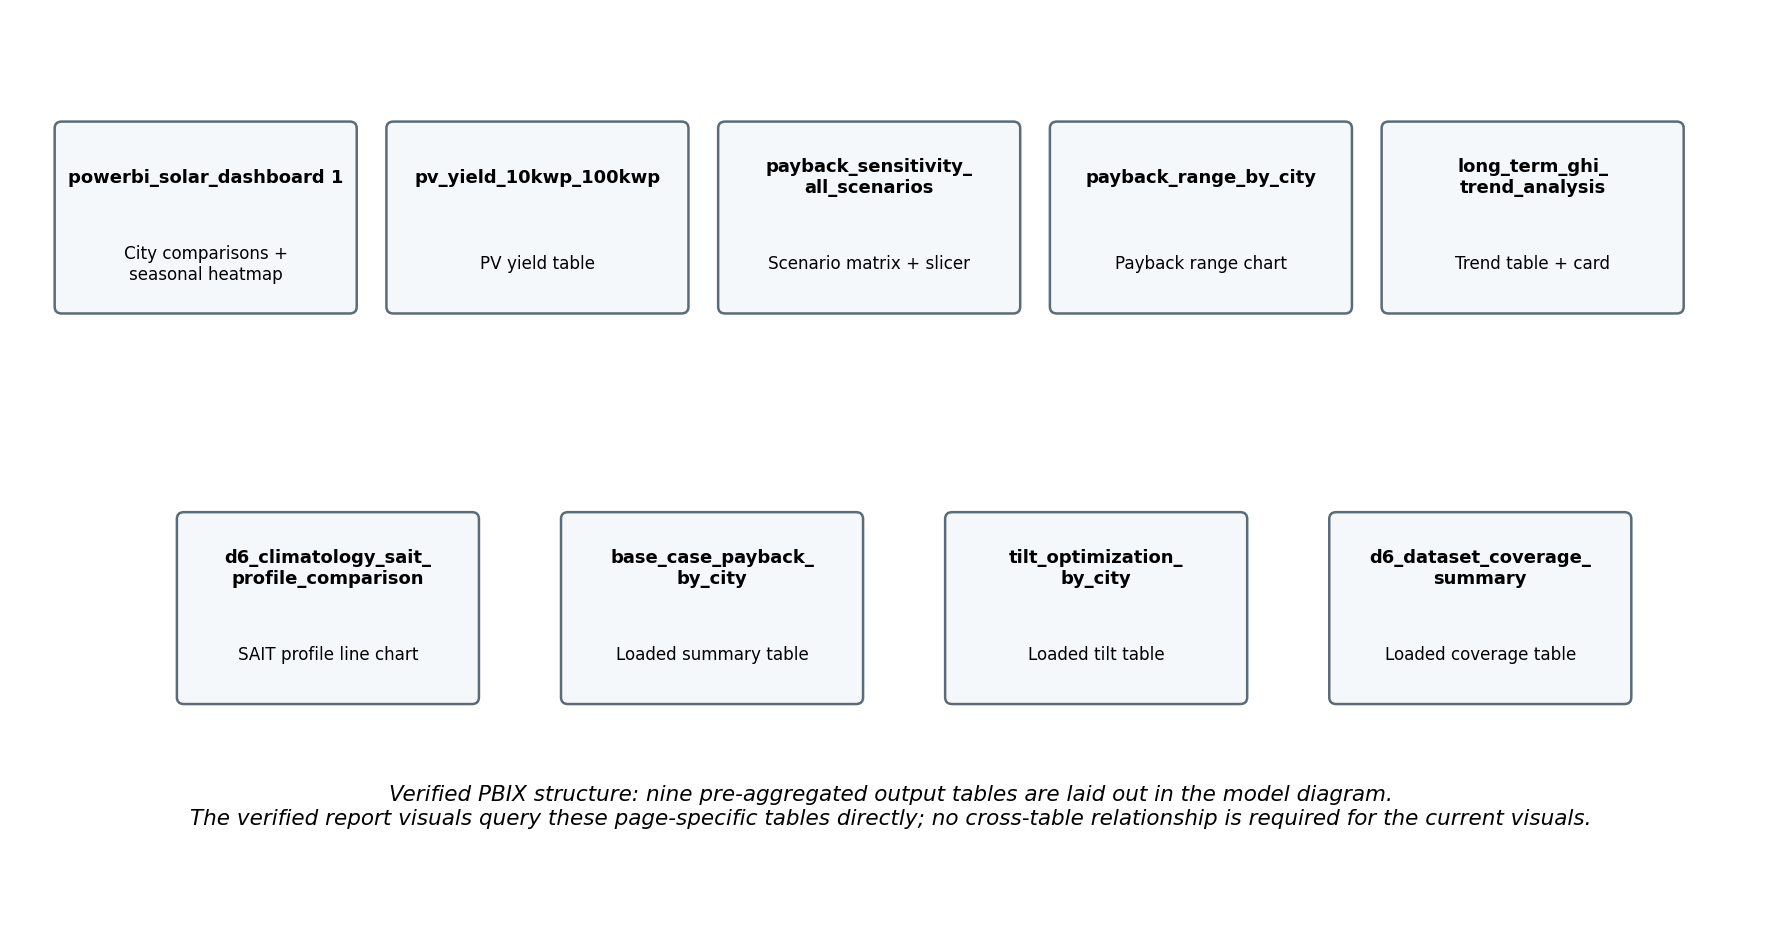 powerbi_solar_dashboard 1
City comparisons +
seasonal heatmap
pv_yield_10kwp_100kwp
PV yield table
payback_sensitivity_
all_scenarios
Scenario matrix + slicer
payback_range_by_city
Payback range chart
long_term_ghi_
trend_analysis
Trend table + card
d6_climatology_sait_
profile_comparison
SAIT profile line chart
base_case_payback_
by_city
Loaded summary table
tilt_optimization_
by_city
Loaded tilt table
d6_dataset_coverage_
summary
Loaded coverage table
Verified PBIX structure: nine pre-aggregated output tables are laid out in the model diagram.
The verified report visuals query these page-specific tables directly; no cross-table relationship is required for the current visuals.